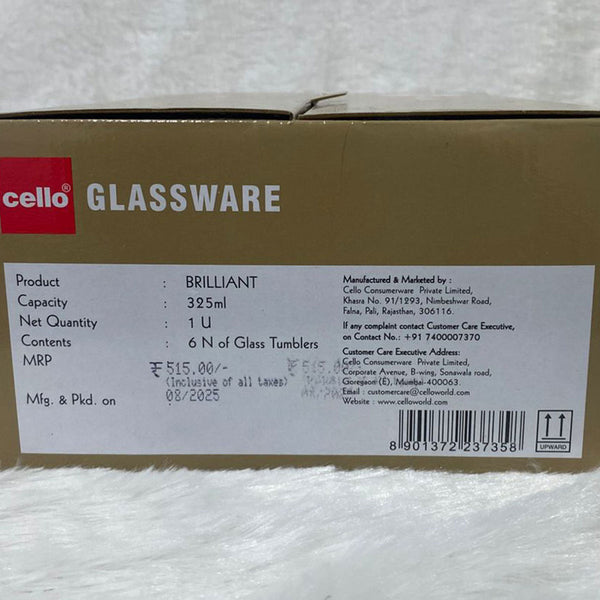 cello® GLASSWARE
Product : BRILLIANT
Capacity : 325ml
Net Quantity : 1 U
Contents : 6 N of Glass Tumblers
MRP ₹515.00/-
(Inclusive of all taxes)
Mfg. & Pkd. on 08/2025
₹515.00
Manufactured & Marketed by :
Cello Consumerware Private Limited,
Khasra No. 91/1293, Nimbeshwar Road,
Falna, Pali, Rajasthan, 306116.
If any complaint contact Customer Care Executive,
on Contact No.: +91 7400007370
Customer Care Executive Address:
Cello Consumerware Private Limited,
Corporate Avenue, B-wing, Sonawala road,
Goregaon (E), Mumbai-400063.
Email : customercare@celloworld.com
Website : www.celloworld.com
8 901372 237358
UPWARD